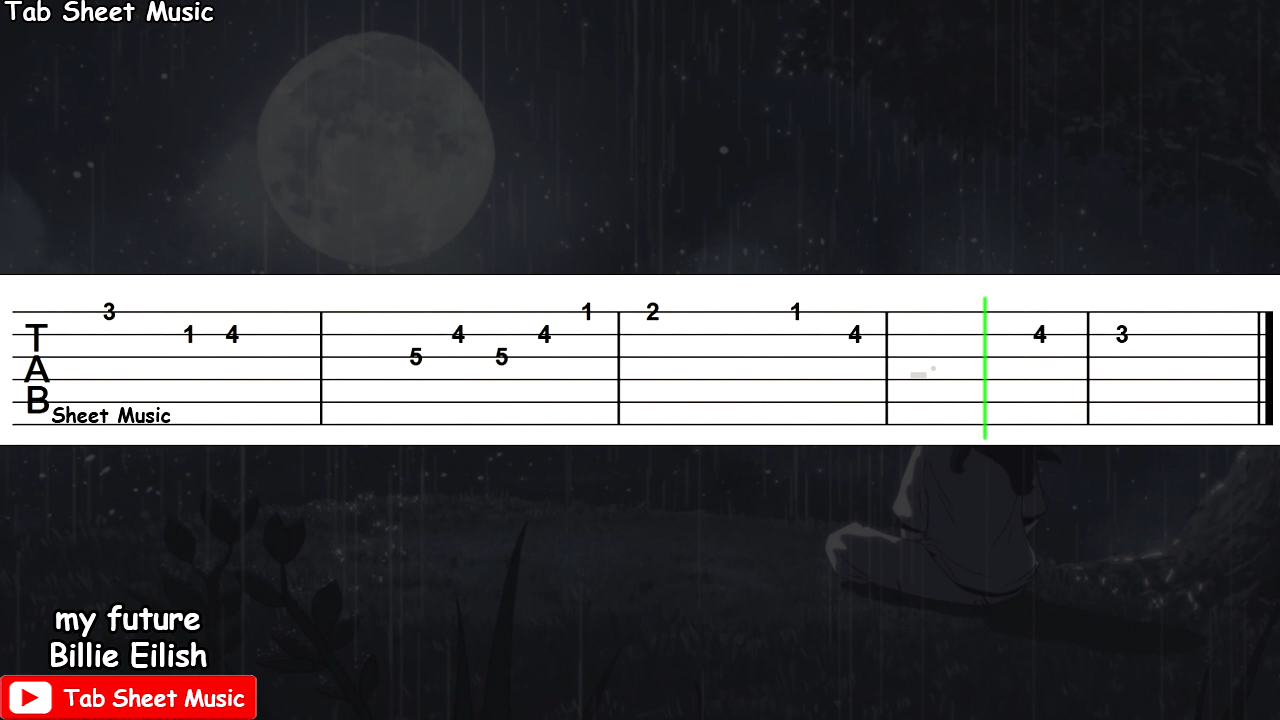 Tab Sheet Music
3 1 2 1
T 1 4 4 4 4 4 3
A 5 5
B
Sheet Music
my future
Billie Eilish
Tab Sheet Music